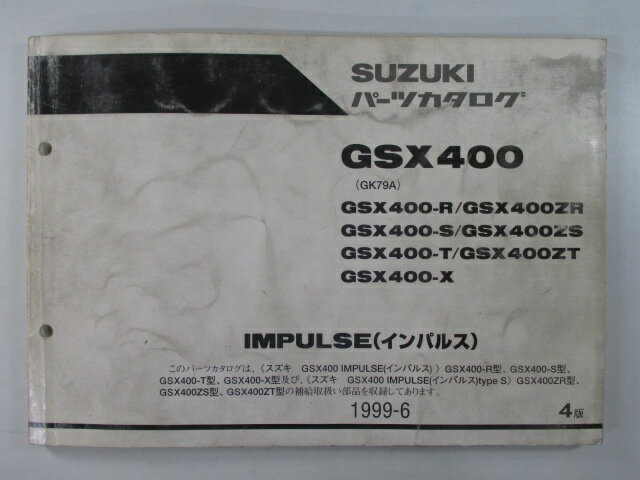 SUZUKI
パーツカタログ
GSX400
(GK79A)
GSX400-R/GSX400ZR
GSX400-S/GSX400ZS
GSX400-T/GSX400ZT
GSX400-X
IMPULSE(インパルス)
このパーツカタログは、《スズキ GSX400 IMPULSE(インパルス) 》GSX400-R型、GSX400-S型、
GSX400-T型、GSX400-X型及び、《スズキ GSX400 IMPULSE(インパルス)type S》GSX400ZR型、
GSX400ZS型、GSX400ZT型の補給取扱い部品を収録してあります。
1999-6
4版